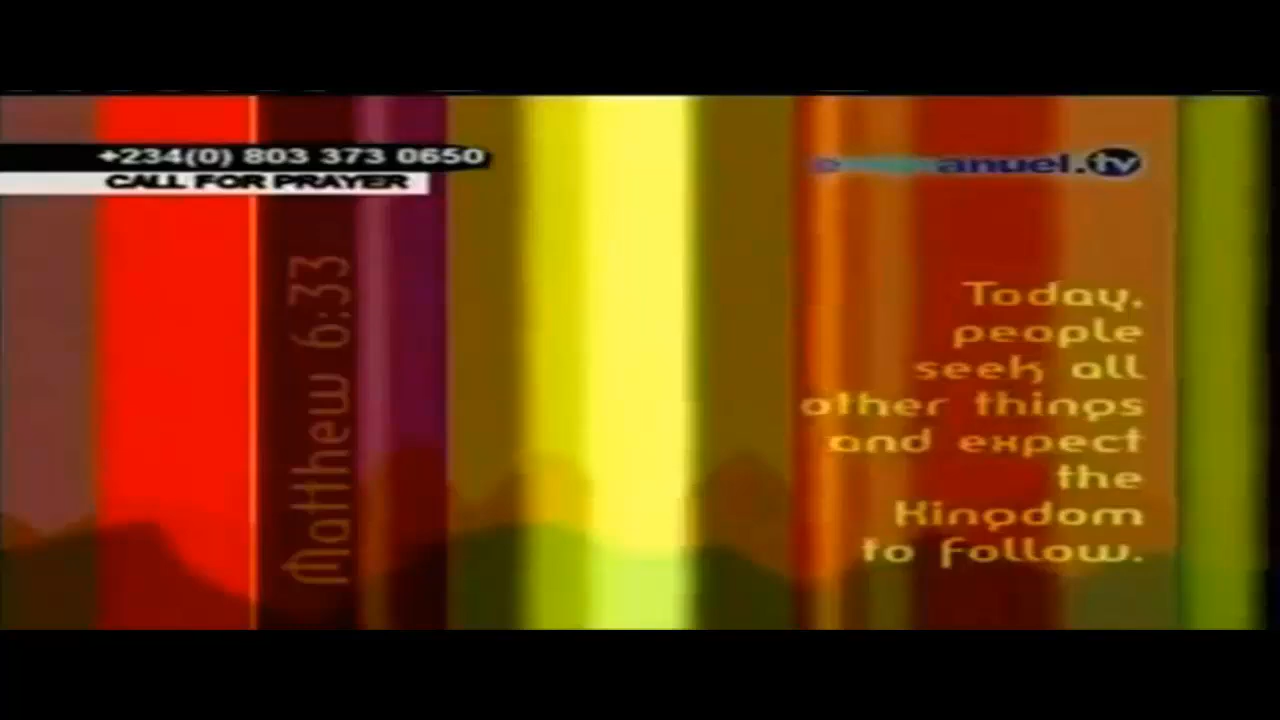 +234(0) 803 373 0650
CALL FOR PRAYER
anuel.tv
Matthew 6:33
Today,
people
seek all
other things
and expect
the
Kingdom
to follow.